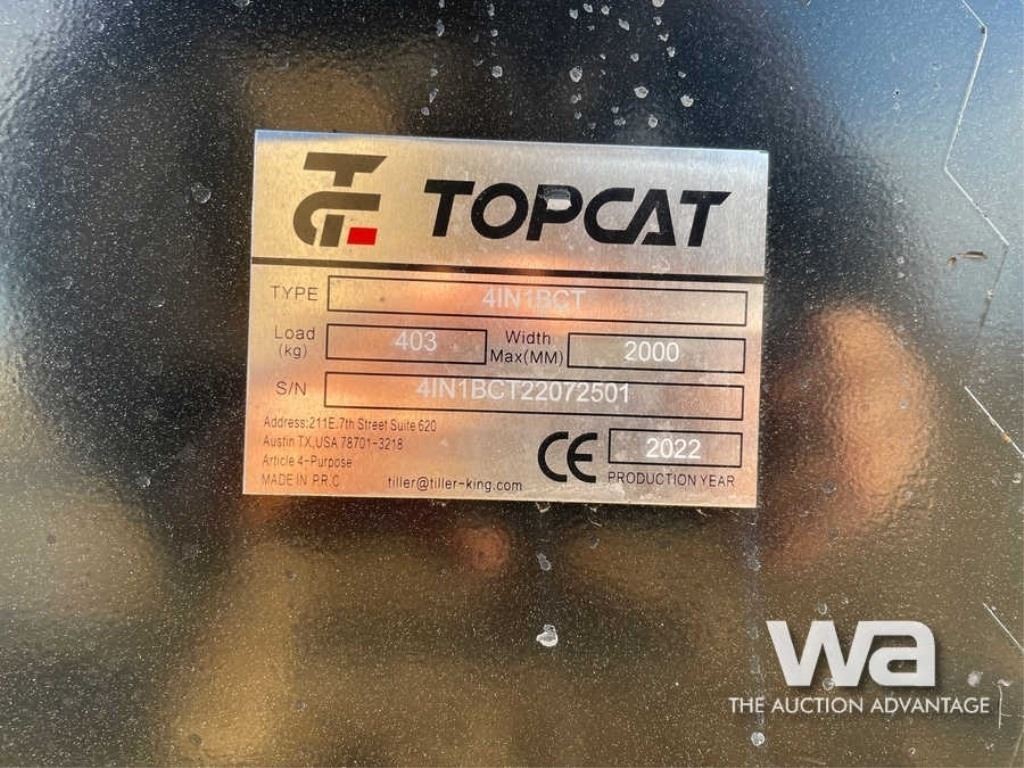 TOPCAT
TYPE 4IN1BCT
Load (kg) 403 Width Max(MM) 2000
S/N 4IN1BCT22072501
Address:211E.7th Street Suite 620
Austin TX,USA 78701-3218
Article 4-Purpose
MADE IN P.R.C
tiller@tiller-king.com
CE 2022
PRODUCTION YEAR
wa
THE AUCTION ADVANTAGE